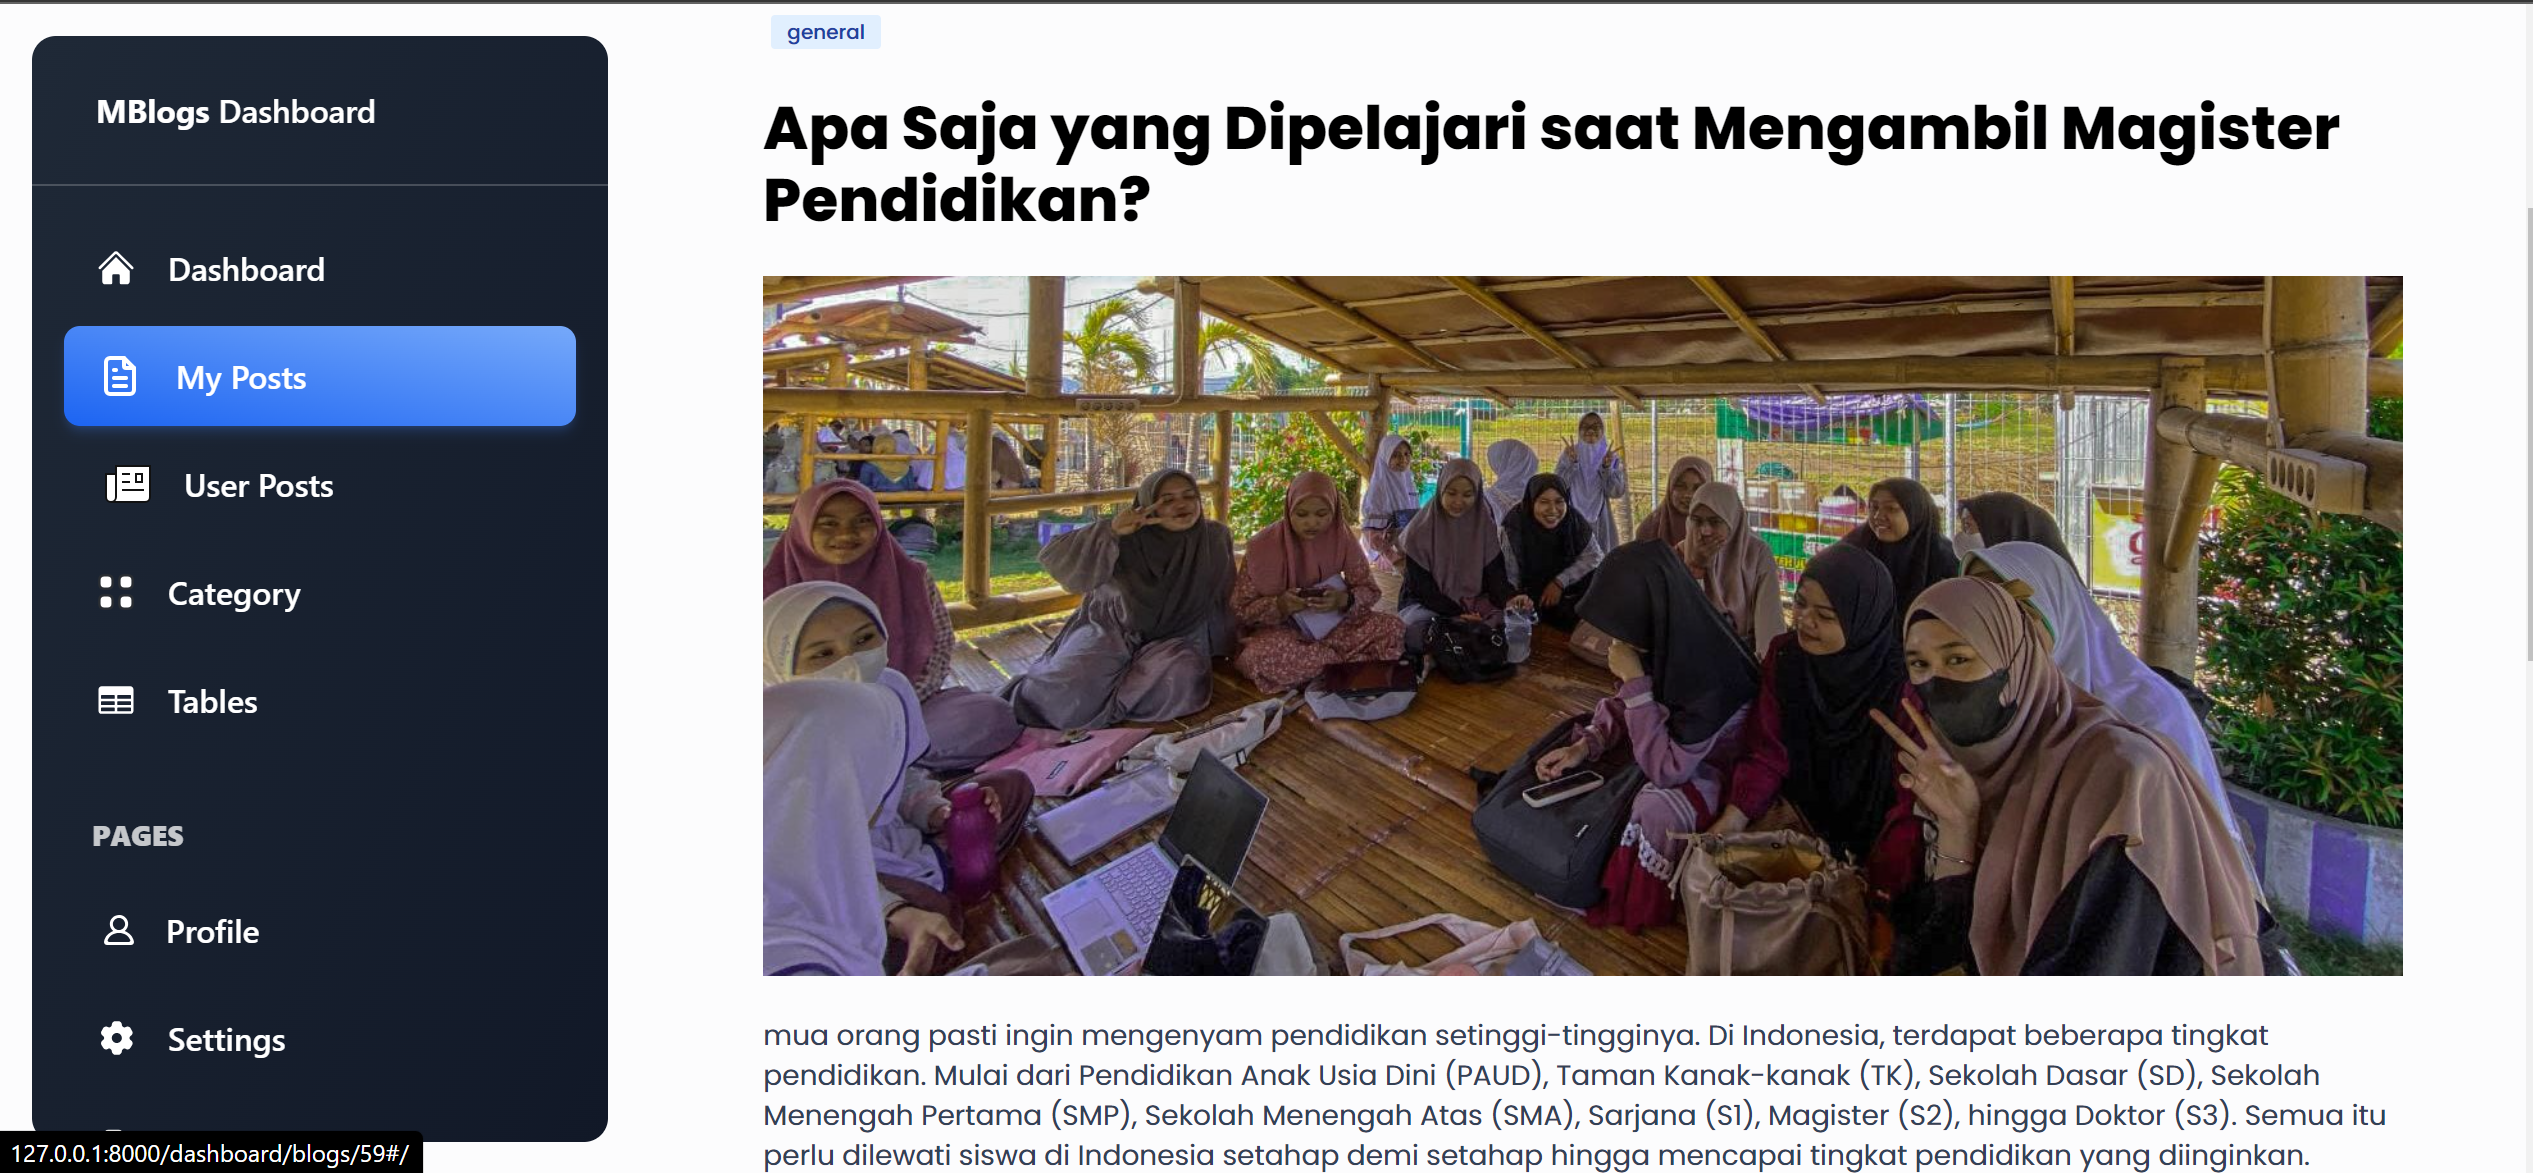 MBlogs Dashboard
Dashboard
My Posts
User Posts
Category
Tables
PAGES
Profile
Settings
127.0.0.1:8000/dashboard/blogs/59#/
general
Apa Saja yang Dipelajari saat Mengambil Magister
Pendidikan?
mua orang pasti ingin mengenyam pendidikan setinggi-tingginya. Di Indonesia, terdapat beberapa tingkat
pendidikan. Mulai dari Pendidikan Anak Usia Dini (PAUD), Taman Kanak-kanak (TK), Sekolah Dasar (SD), Sekolah
Menengah Pertama (SMP), Sekolah Menengah Atas (SMA), Sarjana (S1), Magister (S2), hingga Doktor (S3). Semua itu
perlu dilewati siswa di Indonesia setahap demi setahap hingga mencapai tingkat pendidikan yang diinginkan.